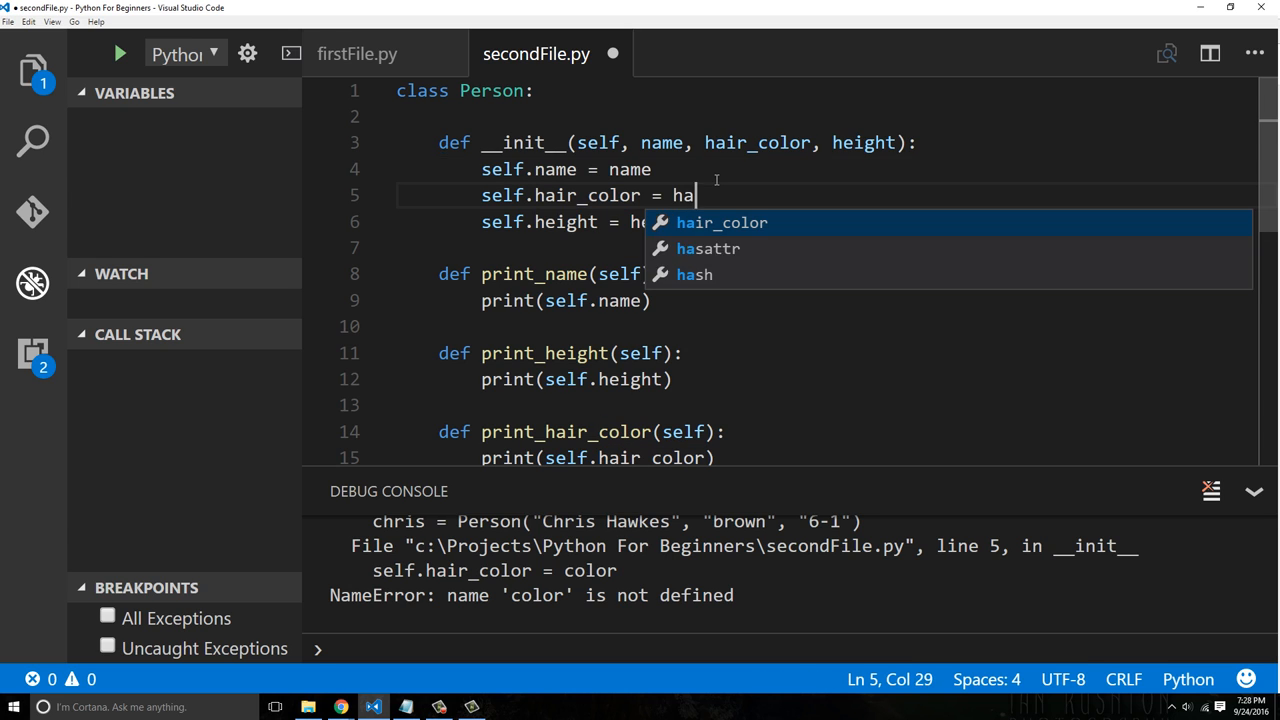 ● secondFile.py - Python For Beginners - Visual Studio Code
File Edit View Go Help
Python firstFile.py secondFile.py
1
VARIABLES
WATCH
CALL STACK
2
BREAKPOINTS
All Exceptions
Uncaught Exceptions
1 class Person:
2
3 def __init__(self, name, hair_color, height):
4 self.name = name
5 self.hair_color = ha
6 self.height = he
hair_color
hasattr
hash
7
8 def print_name(self)
9 print(self.name)
10
11 def print_height(self):
12 print(self.height)
13
14 def print_hair_color(self):
15 print(self.hair_color)
DEBUG CONSOLE
chris = Person("Chris Hawkes", "brown", "6-1")
File "c:\Projects\Python For Beginners\secondFile.py", line 5, in __init__
self.hair_color = color
NameError: name 'color' is not defined
0 0 Ln 5, Col 29 Spaces: 4 UTF-8 CRLF Python
I'm Cortana. Ask me anything.
7:28 PM
9/24/2016